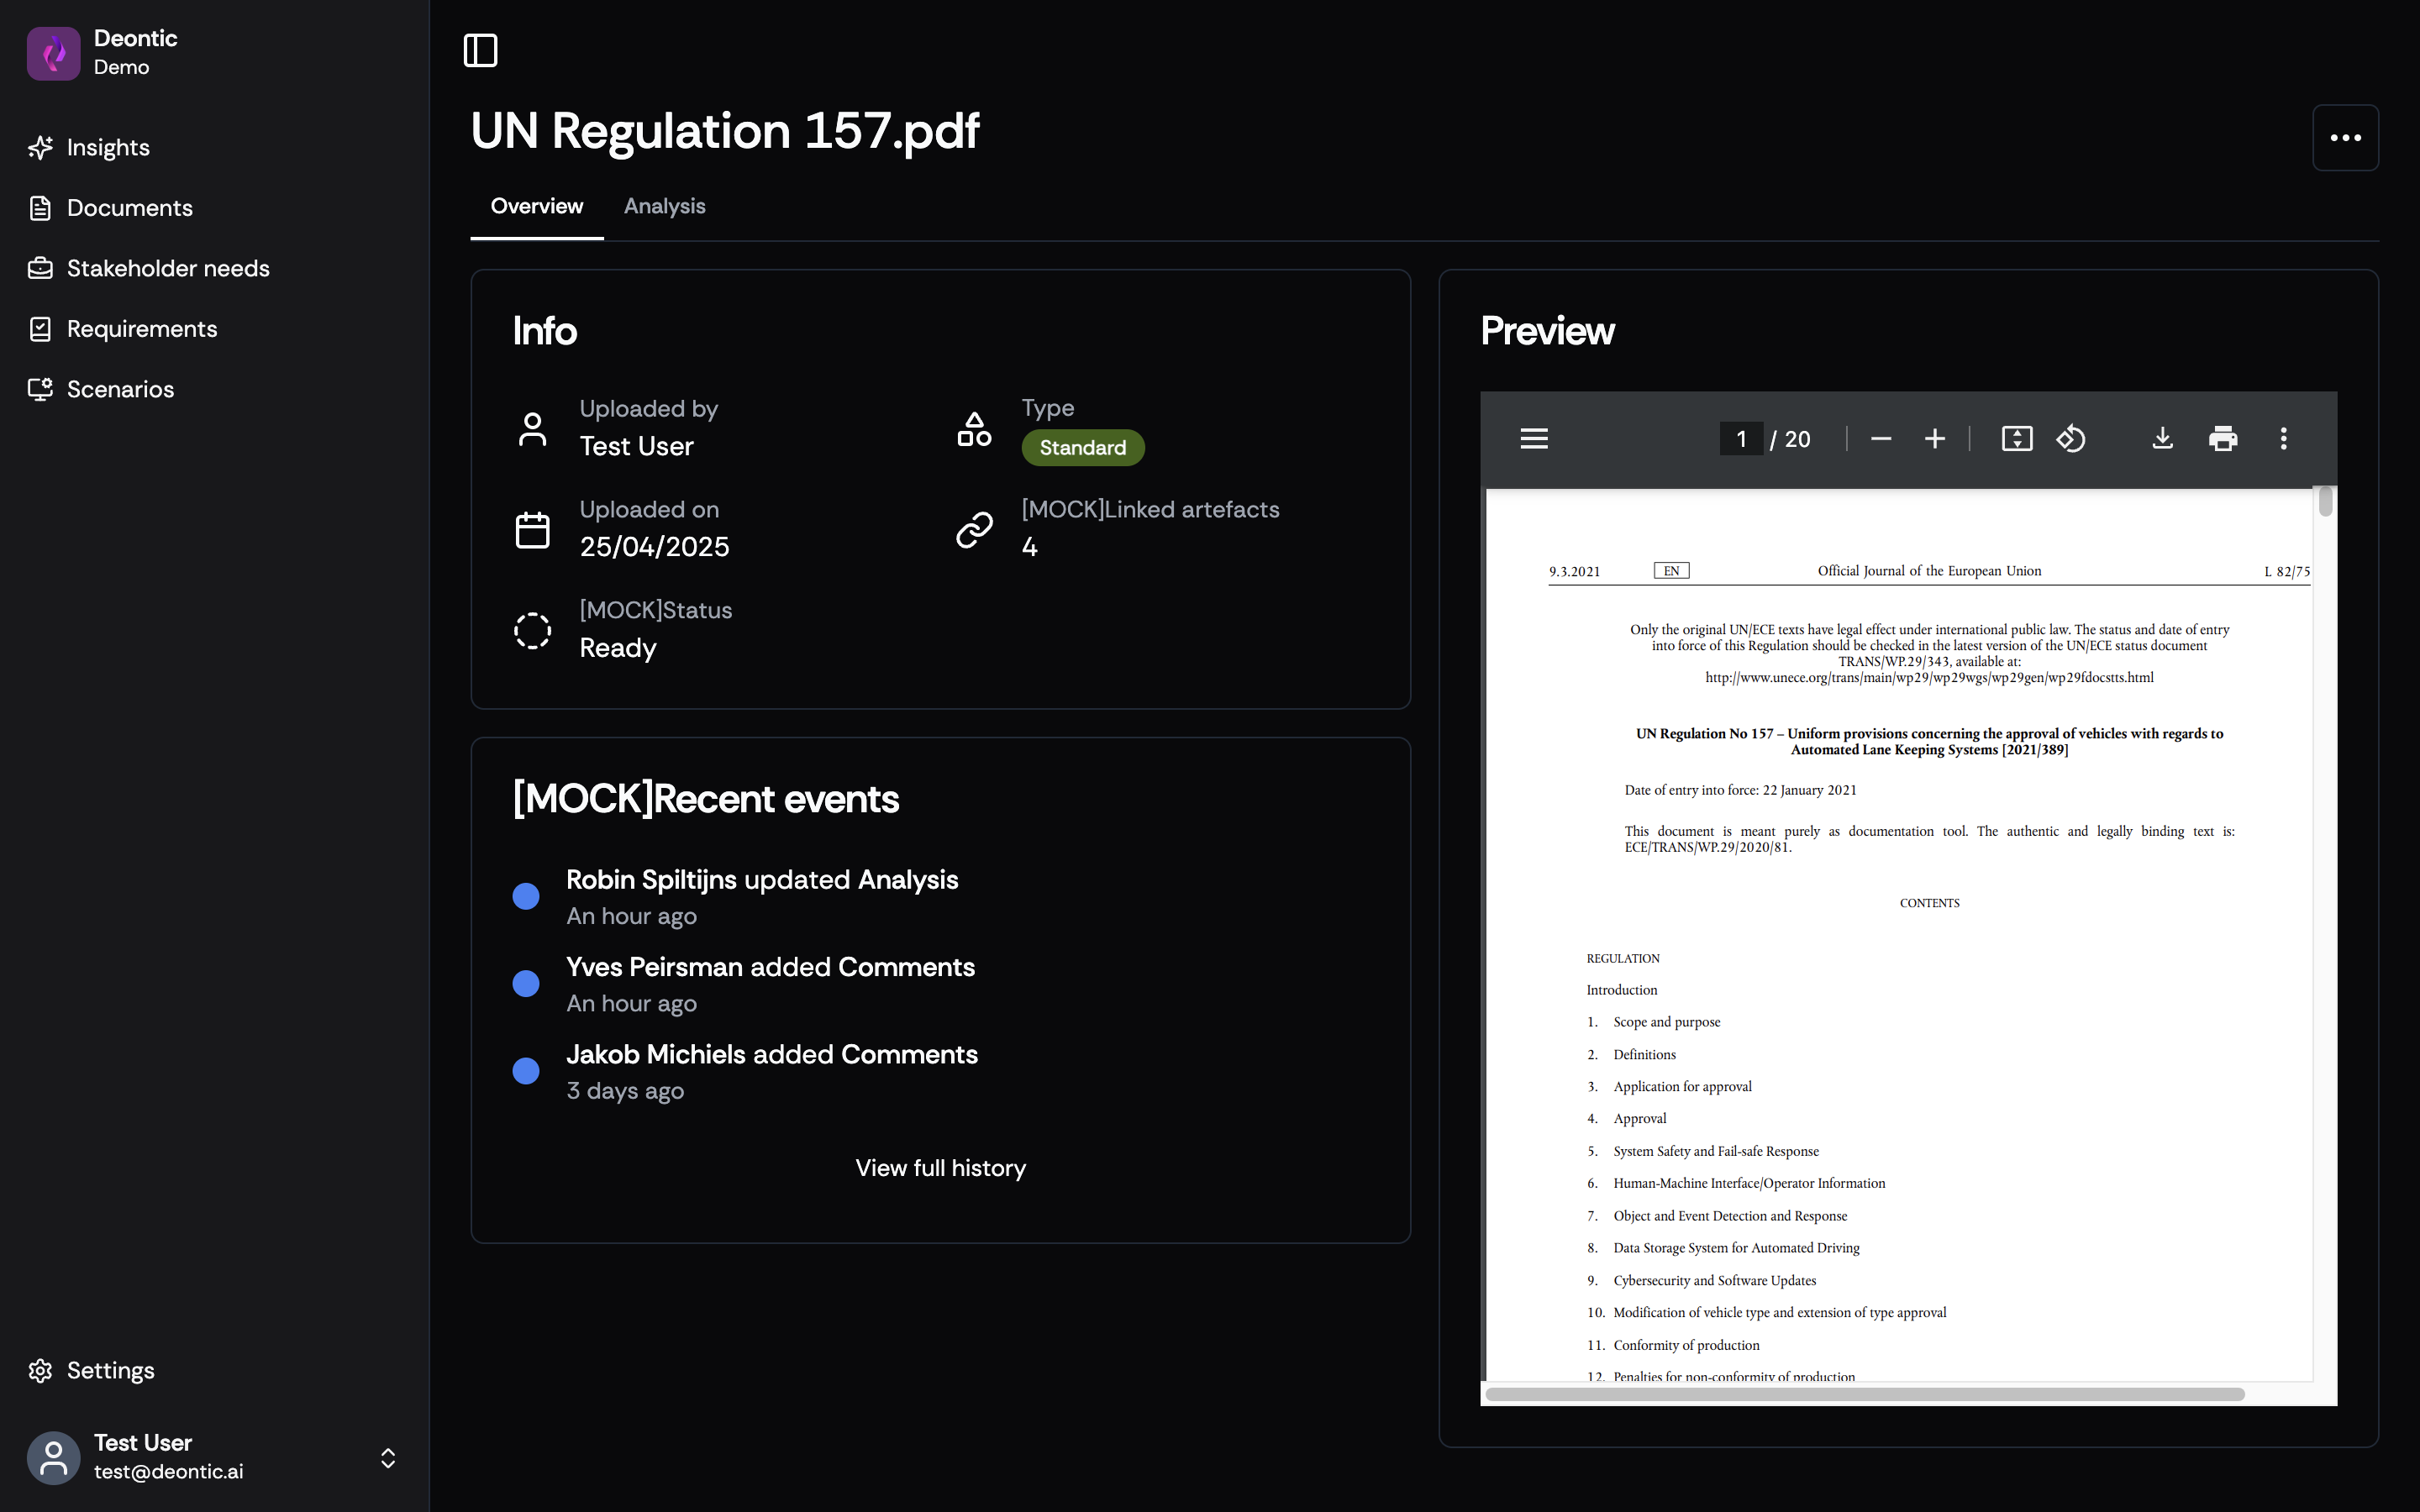 Deontic
Demo
Insights
Documents
Stakeholder needs
Requirements
Scenarios
Settings
Test User
test@deontic.ai
UN Regulation 157.pdf
Overview
Analysis
Info
Uploaded by
Test User
Type
Standard
Uploaded on
25/04/2025
[MOCK]Linked artefacts
4
[MOCK]Status
Ready
[MOCK]Recent events
Robin Spiltijns updated Analysis
An hour ago
Yves Peirsman added Comments
An hour ago
Jakob Michiels added Comments
3 days ago
View full history
Preview
1 / 20
9.3.2021 EN Official Journal of the European Union L 82/75
Only the original UN/ECE texts have legal effect under international public law. The status and date of entry
into force of this Regulation should be checked in the latest version of the UN/ECE status document
TRANS/WP.29/343, available at:
http://www.unece.org/trans/main/wp29/wp29wgs/wp29gen/wp29fdocstts.html
UN Regulation No 157 – Uniform provisions concerning the approval of vehicles with regards to
Automated Lane Keeping Systems [2021/389]
Date of entry into force: 22 January 2021
This document is meant purely as documentation tool. The authentic and legally binding text is:
ECE/TRANS/WP.29/2020/81.
CONTENTS
REGULATION
Introduction
1. Scope and purpose
2. Definitions
3. Application for approval
4. Approval
5. System Safety and Fail-safe Response
6. Human-Machine Interface/Operator Information
7. Object and Event Detection and Response
8. Data Storage System for Automated Driving
9. Cybersecurity and Software Updates
10. Modification of vehicle type and extension of type approval
11. Conformity of production
12. Penalties for non-conformity of production